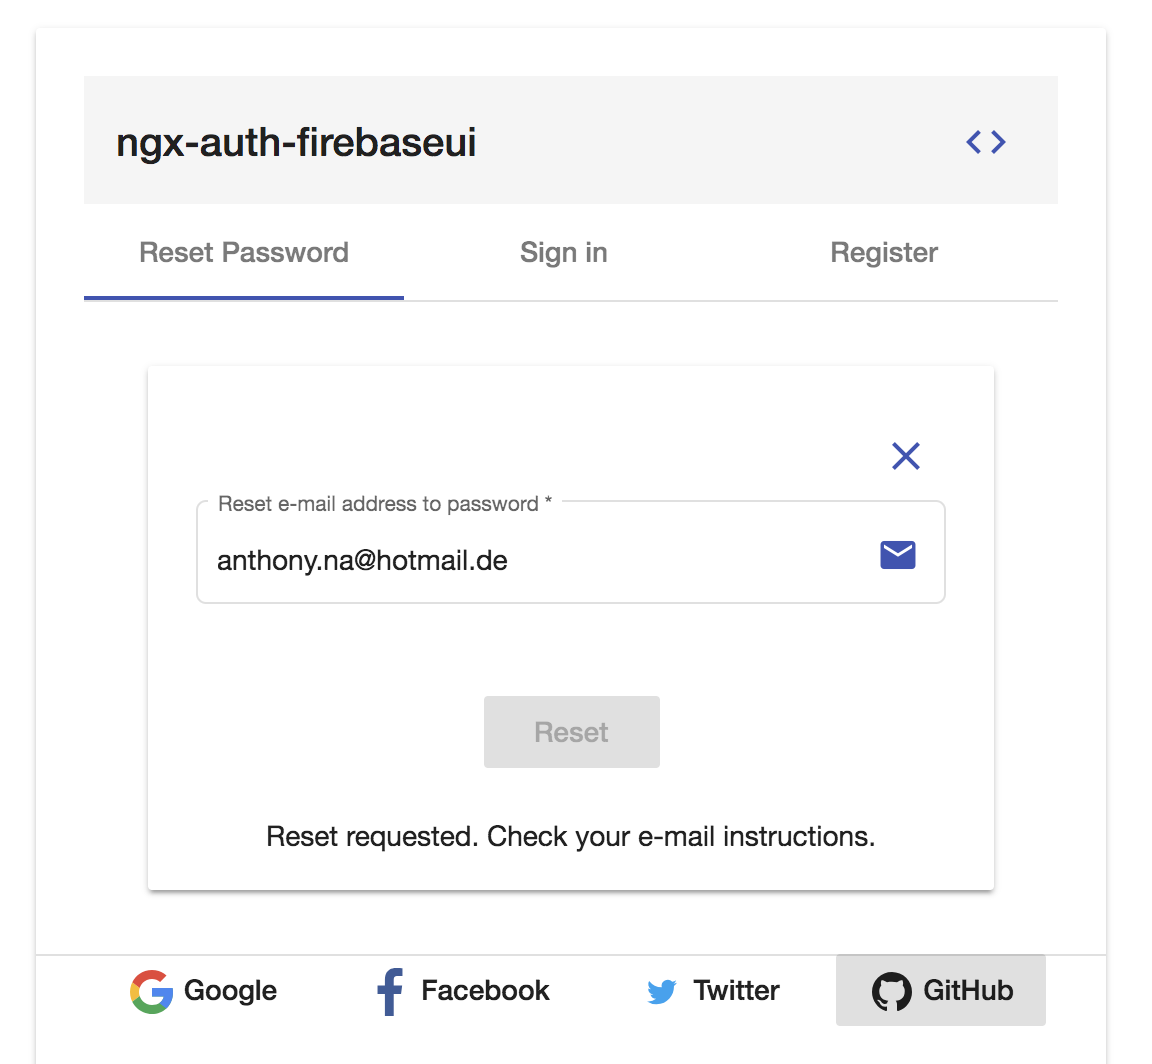 ngx-auth-firebaseui
Reset Password Sign in Register
Reset e-mail address to password *
anthony.na@hotmail.de
Reset
Reset requested. Check your e-mail instructions.
Google Facebook Twitter GitHub